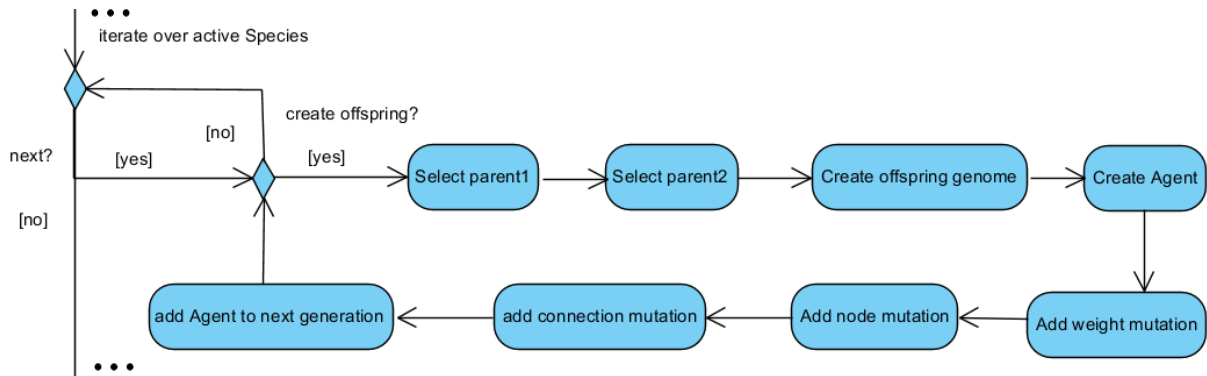 ...
iterate over active Species
create offspring?
[no]
next?
[yes]
[yes]
Select parent1
Select parent2
Create offspring genome
Create Agent
[no]
add Agent to next generation
add connection mutation
Add node mutation
Add weight mutation
...